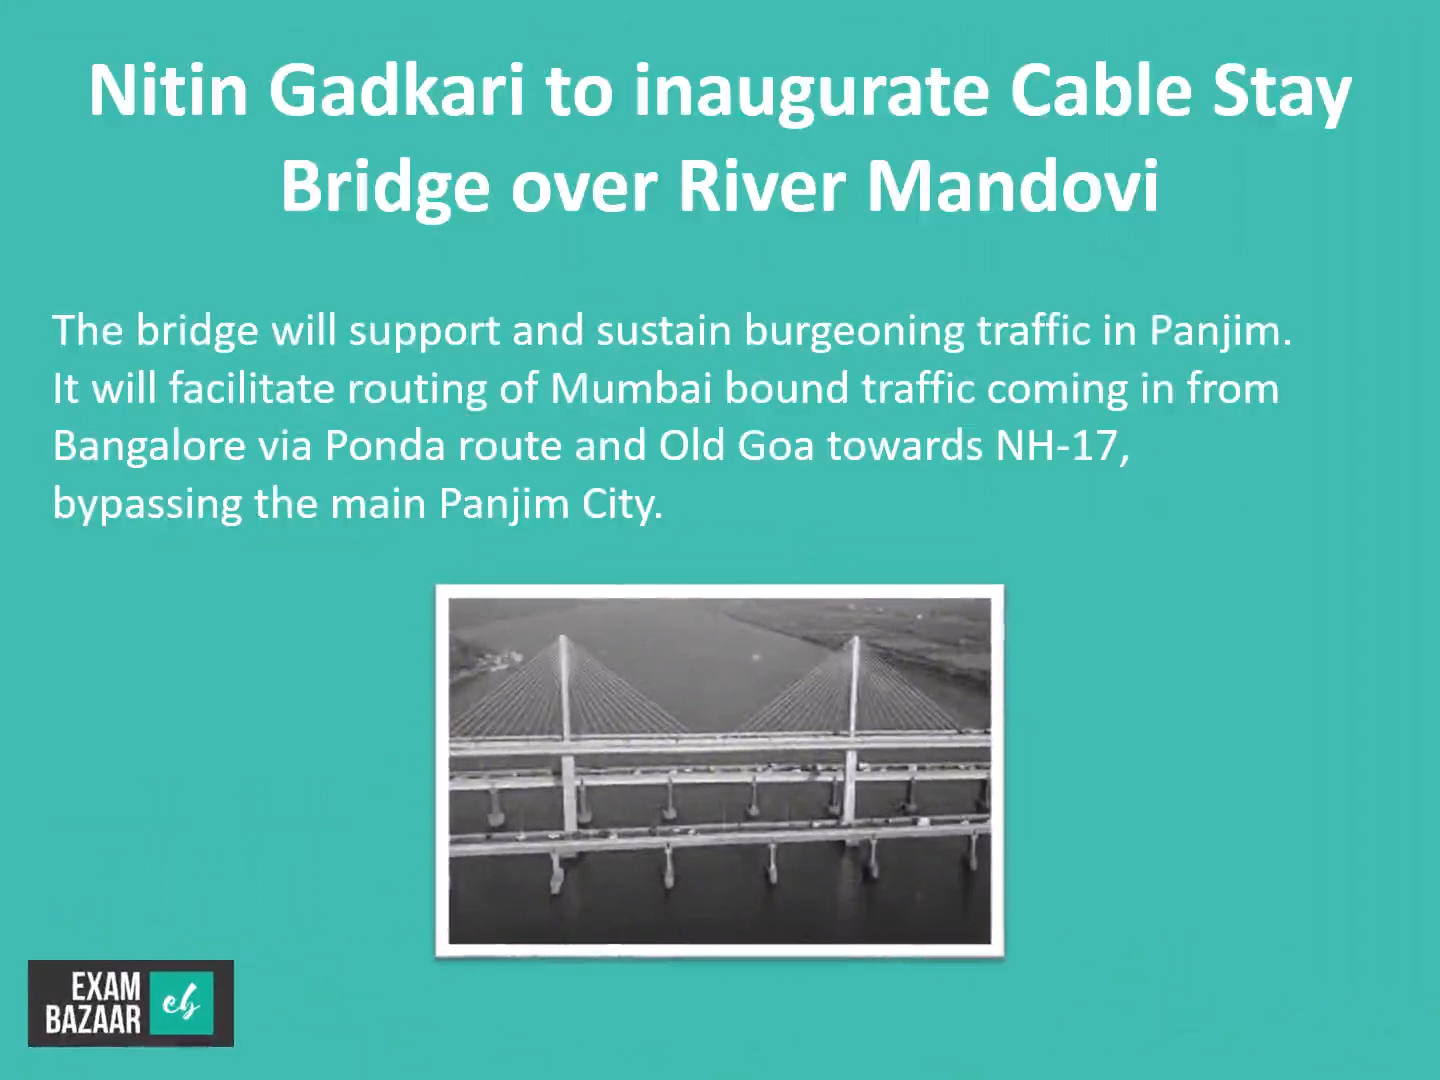 Nitin Gadkari to inaugurate Cable Stay
Bridge over River Mandovi
The bridge will support and sustain burgeoning traffic in Panjim.
It will facilitate routing of Mumbai bound traffic coming in from
Bangalore via Ponda route and Old Goa towards NH-17,
bypassing the main Panjim City.
EXAM
BAZAAR
eb